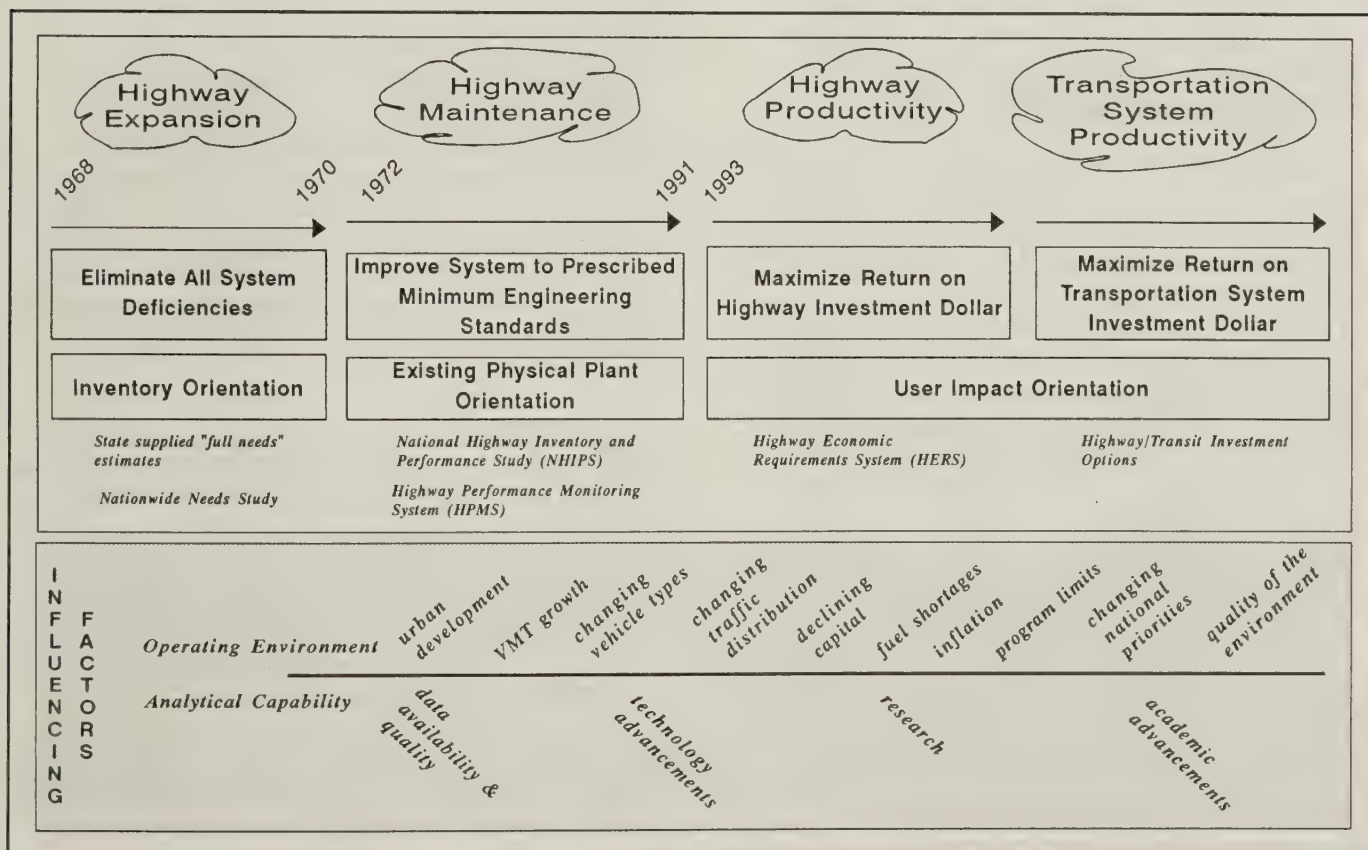 Highway
Expansion
Highway
Maintenance
Highway
Productivity
Transportation
System
Productivity
1968
1970
1972
1991
1993
Eliminate All System
Deficiencies
Improve System to Prescribed
Minimum Engineering
Standards
Maximize Return on
Highway Investment Dollar
Maximize Return on
Transportation System
Investment Dollar
Inventory Orientation
Existing Physical Plant
Orientation
User Impact Orientation
State supplied "full needs"
estimates
Nationwide Needs Study
National Highway Inventory and
Performance Study (NHIPS)
Highway Performance Monitoring
System (HPMS)
Highway Economic
Requirements System (HERS)
Highway/Transit Investment
Options
INFLUENCING
FACTORS
Operating Environment
urban
development
VMT growth
changing
vehicle types
changing
traffic
distribution
declining
capital
fuel shortages
inflation
program limits
changing
national
priorities
quality of the
environment
Analytical Capability
data
availability &
quality
technology
advancements
research
academic
advancements